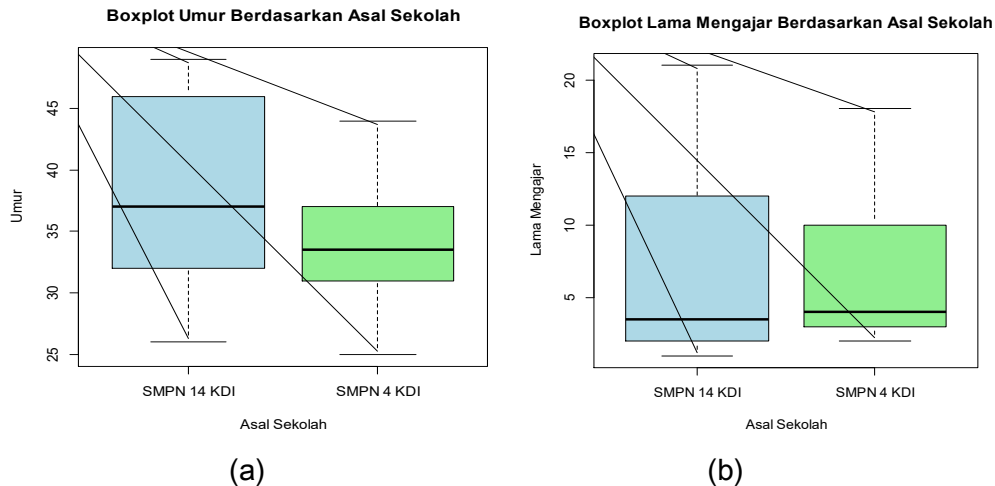 Boxplot Umur Berdasarkan Asal Sekolah
Umur
45
40
35
30
25
SMPN 14 KDI
SMPN 4 KDI
Asal Sekolah
(a)
Boxplot Lama Mengajar Berdasarkan Asal Sekolah
Lama Mengajar
20
15
10
5
SMPN 14 KDI
SMPN 4 KDI
Asal Sekolah
(b)